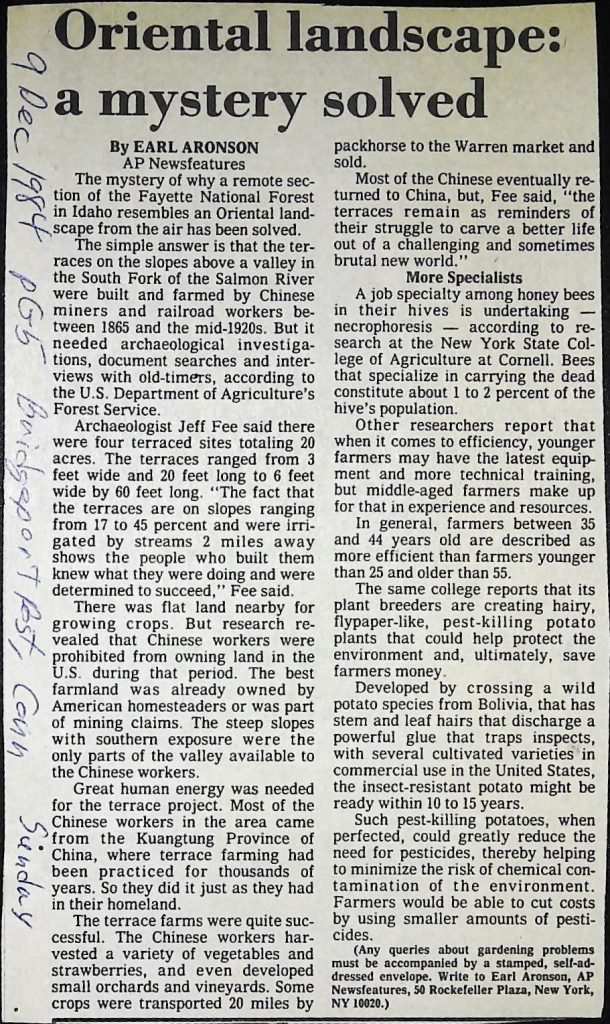 Oriental landscape:
a mystery solved
9 Dec 1984 PG-5 Bridgeport Post, Conn Sunday
By EARL ARONSON
AP Newsfeatures
The mystery of why a remote sec-
tion of the Fayette National Forest
in Idaho resembles an Oriental land-
scape from the air has been solved.
The simple answer is that the ter-
races on the slopes above a valley in
the South Fork of the Salmon River
were built and farmed by Chinese
miners and railroad workers be-
tween 1865 and the mid-1920s. But it
needed archaeological investiga-
tions, document searches and inter-
views with old-timers, according to
the U.S. Department of Agriculture's
Forest Service.
Archaeologist Jeff Fee said there
were four terraced sites totaling 20
acres. The terraces ranged from 3
feet wide and 20 feet long to 6 feet
wide by 60 feet long. "The fact that
the terraces are on slopes ranging
from 17 to 45 percent and were irri-
gated by streams 2 miles away
shows the people who built them
knew what they were doing and were
determined to succeed," Fee said.
There was flat land nearby for
growing crops. But research re-
vealed that Chinese workers were
prohibited from owning land in the
U.S. during that period. The best
farmland was already owned by
American homesteaders or was part
of mining claims. The steep slopes
with southern exposure were the
only parts of the valley available to
the Chinese workers.
Great human energy was needed
for the terrace project. Most of the
Chinese workers in the area came
from the Kuangtung Province of
China, where terrace farming had
been practiced for thousands of
years. So they did it just as they had
in their homeland.
The terrace farms were quite suc-
cessful. The Chinese workers har-
vested a variety of vegetables and
strawberries, and even developed
small orchards and vineyards. Some
crops were transported 20 miles by
packhorse to the Warren market and
sold.
Most of the Chinese eventually re-
turned to China, but, Fee said, "the
terraces remain as reminders of
their struggle to carve a better life
out of a challenging and sometimes
brutal new world."
More Specialists
A job specialty among honey bees
in their hives is undertaking —
necrophoresis — according to re-
search at the New York State Col-
lege of Agriculture at Cornell. Bees
that specialize in carrying the dead
constitute about 1 to 2 percent of the
hive's population.
Other researchers report that
when it comes to efficiency, younger
farmers may have the latest equip-
ment and more technical training,
but middle-aged farmers make up
for that in experience and resources.
In general, farmers between 35
and 44 years old are described as
more efficient than farmers younger
than 25 and older than 55.
The same college reports that its
plant breeders are creating hairy,
flypaper-like, pest-killing potato
plants that could help protect the
environment and, ultimately, save
farmers money.
Developed by crossing a wild
potato species from Bolivia, that has
stem and leaf hairs that discharge a
powerful glue that traps inspects,
with several cultivated varieties in
commercial use in the United States,
the insect-resistant potato might be
ready within 10 to 15 years.
Such pest-killing potatoes, when
perfected, could greatly reduce the
need for pesticides, thereby helping
to minimize the risk of chemical con-
tamination of the environment.
Farmers would be able to cut costs
by using smaller amounts of pesti-
cides.
(Any queries about gardening problems
must be accompanied by a stamped, self-ad-
dressed envelope. Write to Earl Aronson, AP
Newsfeatures, 50 Rockefeller Plaza, New York,
NY 10020.)